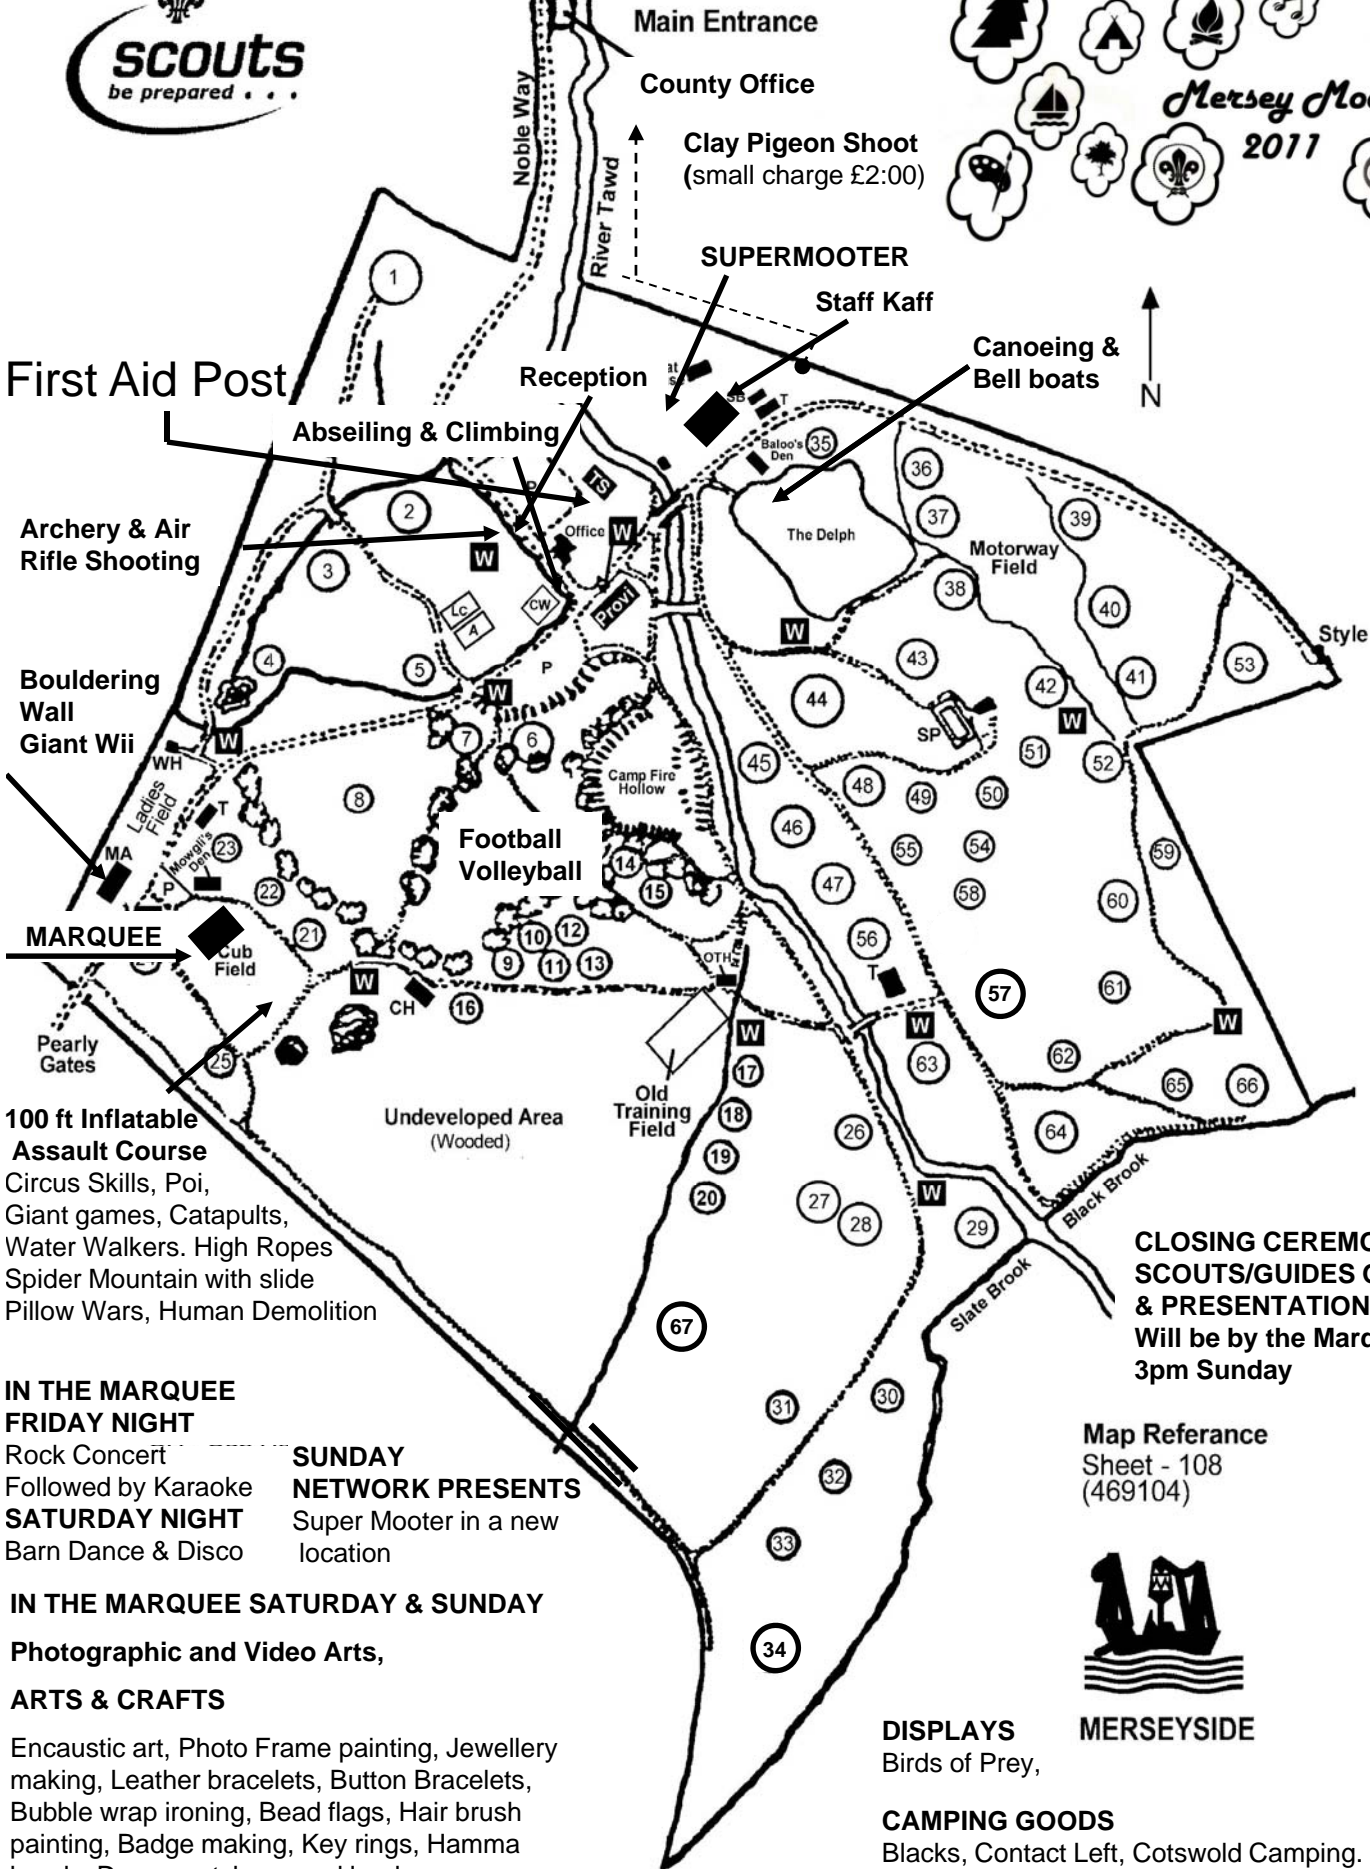 scouts
be prepared . . .
Main Entrance
County Office
Clay Pigeon Shoot
(small charge £2:00)
Mersey
2011
Noble Way
River Tawd
SUPERMOOTER
Staff Kaff
Canoeing &
Bell boats
N
First Aid Post
Reception
Abseiling & Climbing
Archery & Air
Rifle Shooting
1
2
3
4
5
W
P
TS
Office
W
Provi
CW
LC
A
P
SB
T
Baloo's
Den
35
The Delph
36
37
38
39
40
41
42
43
Motorway
Field
53
Style
W
44
SP
W
51
52
Bouldering
Wall
Giant Wii
W
W
WH
Ladies
Field
7
6
8
Camp Fire
Hollow
45
46
47
48
49
50
54
55
58
59
60
T
Mowgli's
Den
23
MA
P
22
21
Football
Volleyball
14
15
10
12
9
11
13
MARQUEE
Cub
Field
W
CH
16
OTH
56
T
57
61
W
W
W
63
62
65
66
64
Pearly
Gates
25
Old
Training
Field
Undeveloped Area
(Wooded)
17
18
19
20
26
27
28
W
29
Black Brook
Slate Brook
100 ft Inflatable
Assault Course
Circus Skills, Poi,
Giant games, Catapults,
Water Walkers. High Ropes
Spider Mountain with slide
Pillow Wars, Human Demolition
67
30
31
32
33
34
CLOSING
SCOUTS/GUIDES
& PRESENTATION
Will be by the
3pm Sunday
IN THE MARQUEE
FRIDAY NIGHT
Rock Concert
Followed by Karaoke
SATURDAY NIGHT
Barn Dance & Disco
SUNDAY
NETWORK PRESENTS
Super Mooter in a new
location
Map Referance
Sheet - 108
(469104)
MERSEYSIDE
IN THE MARQUEE SATURDAY & SUNDAY
Photographic and Video Arts,
ARTS & CRAFTS
Encaustic art, Photo Frame painting, Jewellery
making, Leather bracelets, Button Bracelets,
Bubble wrap ironing, Bead flags, Hair brush
painting, Badge making, Key rings, Hamma
DISPLAYS
Birds of Prey,
CAMPING GOODS
Blacks, Contact Left, Cotswold Camping.